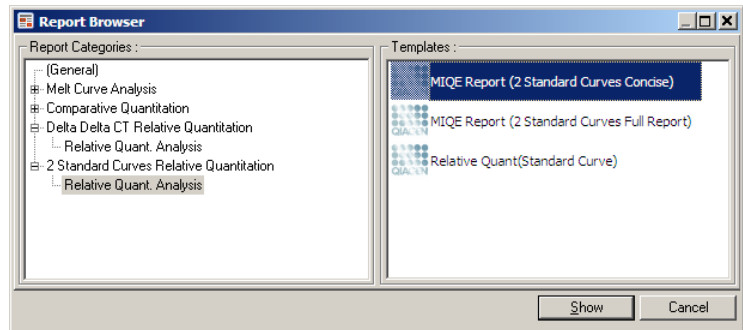 Report Browser
Report Categories :
(General)
Melt Curve Analysis
Comparative Quantitation
Delta Delta CT Relative Quantitation
Relative Quant. Analysis
2 Standard Curves Relative Quantitation
Relative Quant. Analysis
Templates :
MIQE Report (2 Standard Curves Concise)
QIAGEN
MIQE Report (2 Standard Curves Full Report)
QIAGEN
Relative Quant(Standard Curve)
Show
Cancel